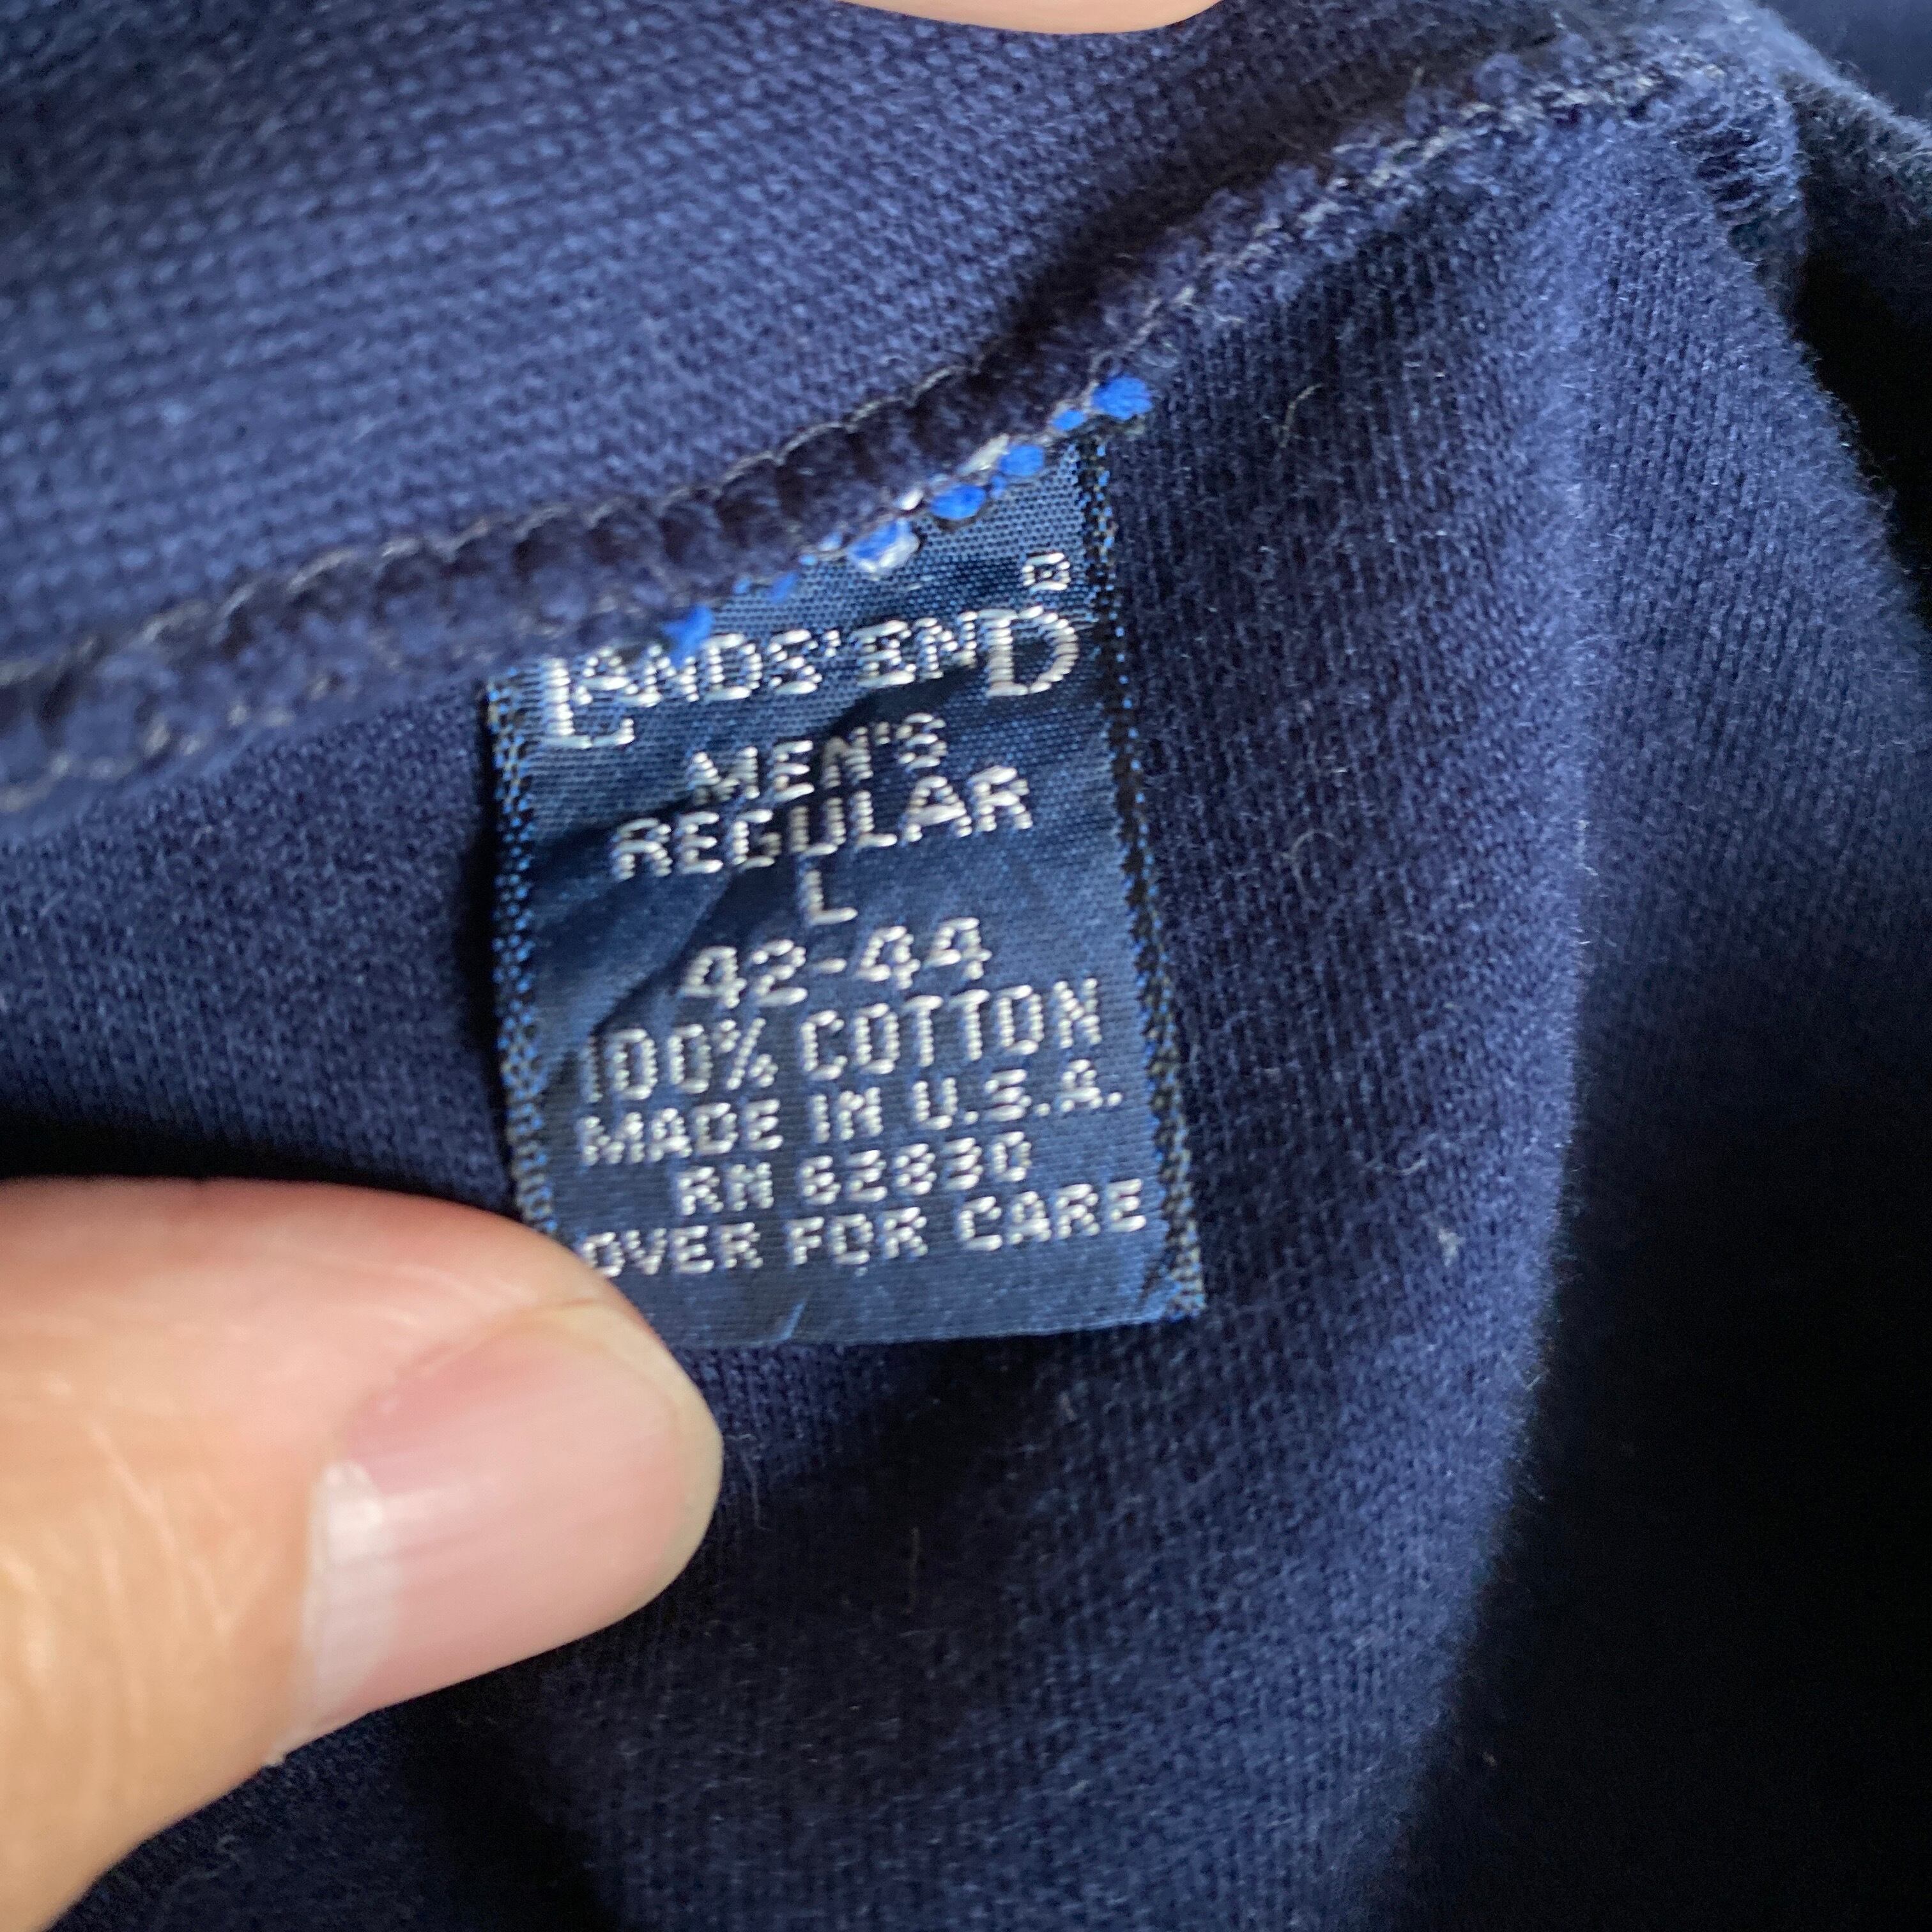 LANDS' END®
MEN'S
REGULAR
L
42-44
100% COTTON
MADE IN U.S.A.
RN 62830
OVER FOR CARE